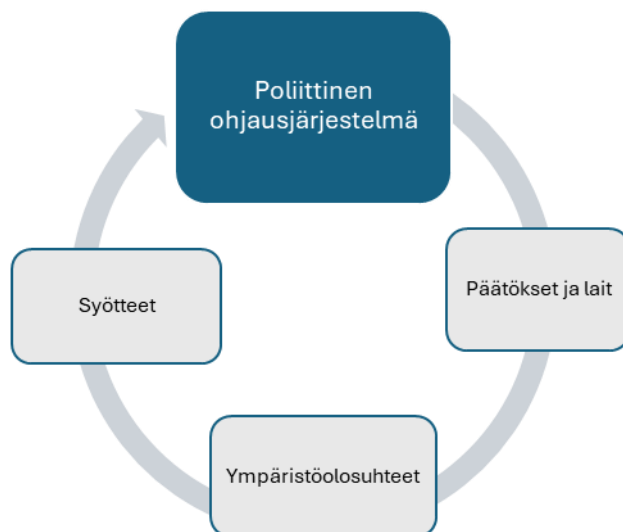 Poliittinen
ohjausjärjestelmä
Päätökset ja lait
Ympäristöolosuhteet
Syötteet